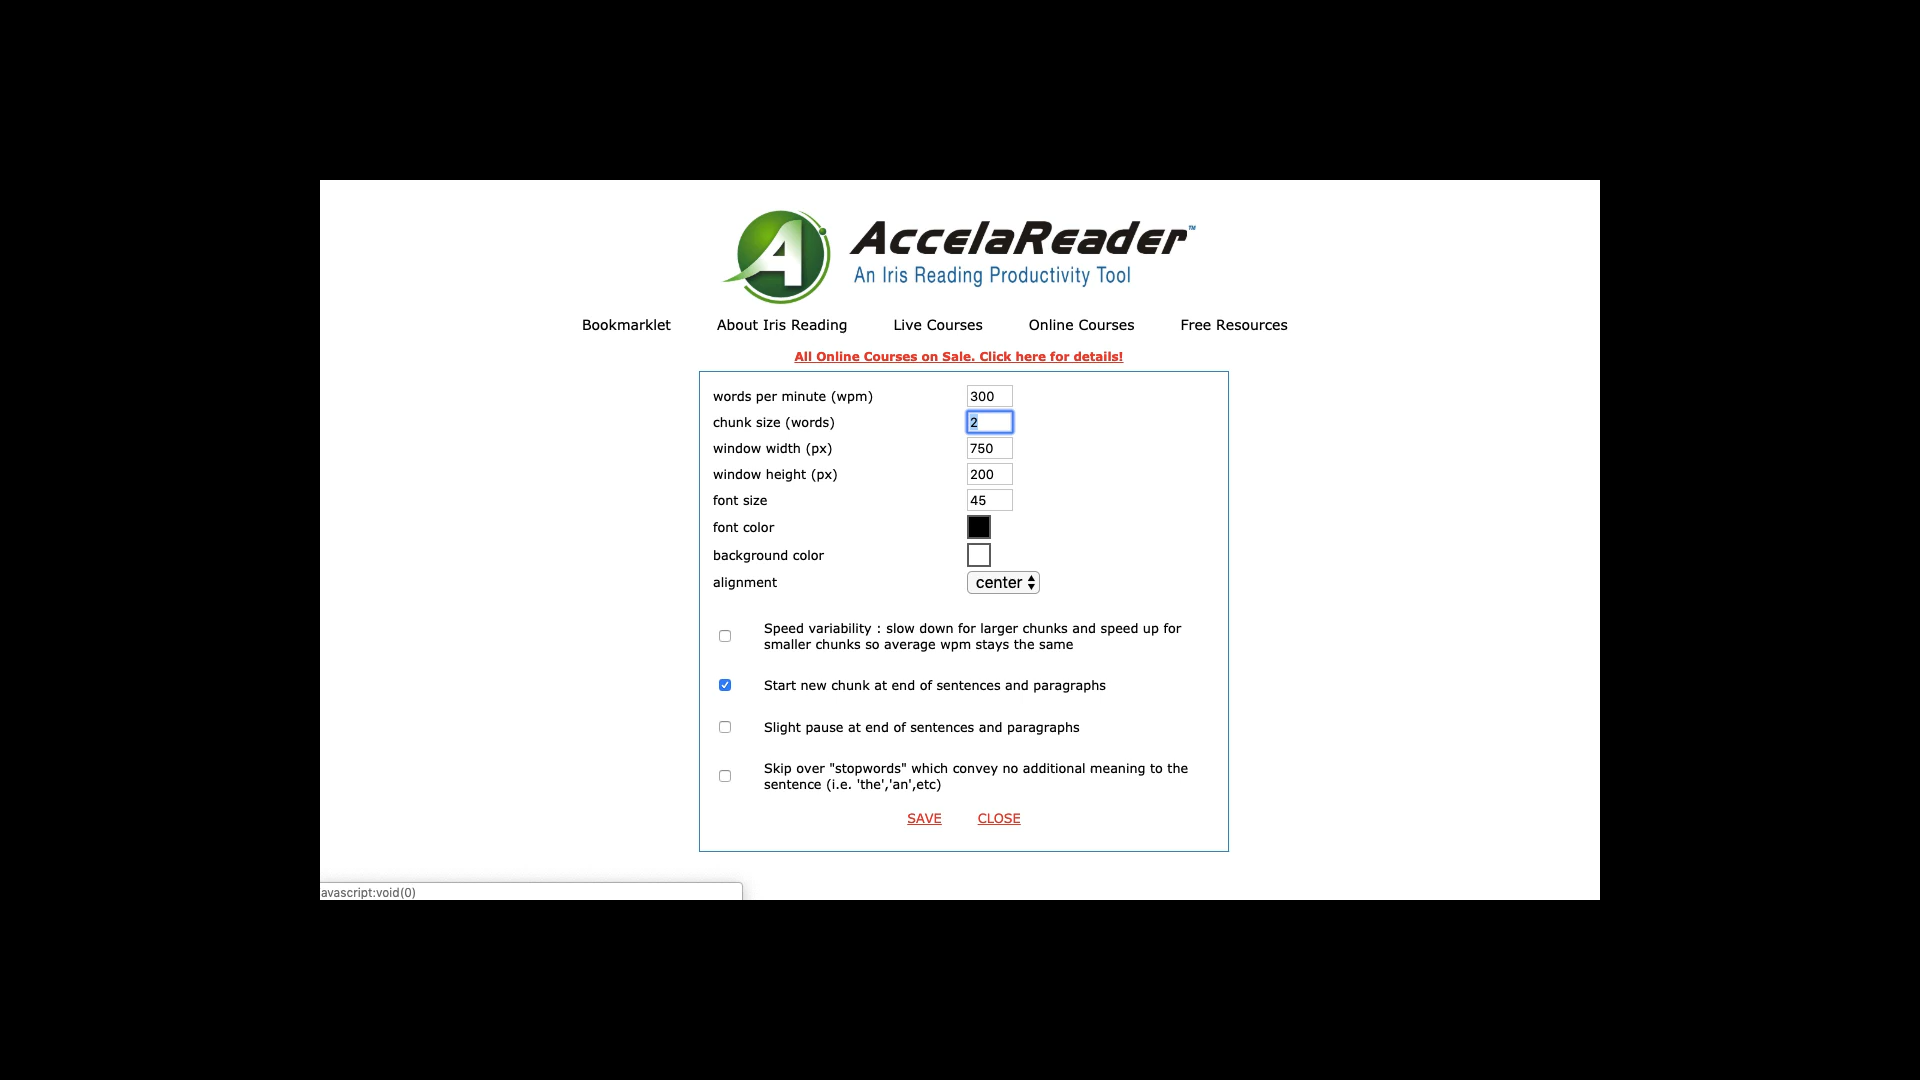 A AccelaReader™
An Iris Reading Productivity Tool
Bookmarklet About Iris Reading Live Courses Online Courses Free Resources
All Online Courses on Sale. Click here for details!
words per minute (wpm) 300
chunk size (words) 2
window width (px) 750
window height (px) 200
font size 45
font color
background color
alignment center
Speed variability : slow down for larger chunks and speed up for
smaller chunks so average wpm stays the same
Start new chunk at end of sentences and paragraphs
Slight pause at end of sentences and paragraphs
Skip over "stopwords" which convey no additional meaning to the
sentence (i.e. 'the','an',etc)
SAVE CLOSE
avascript:void(0)